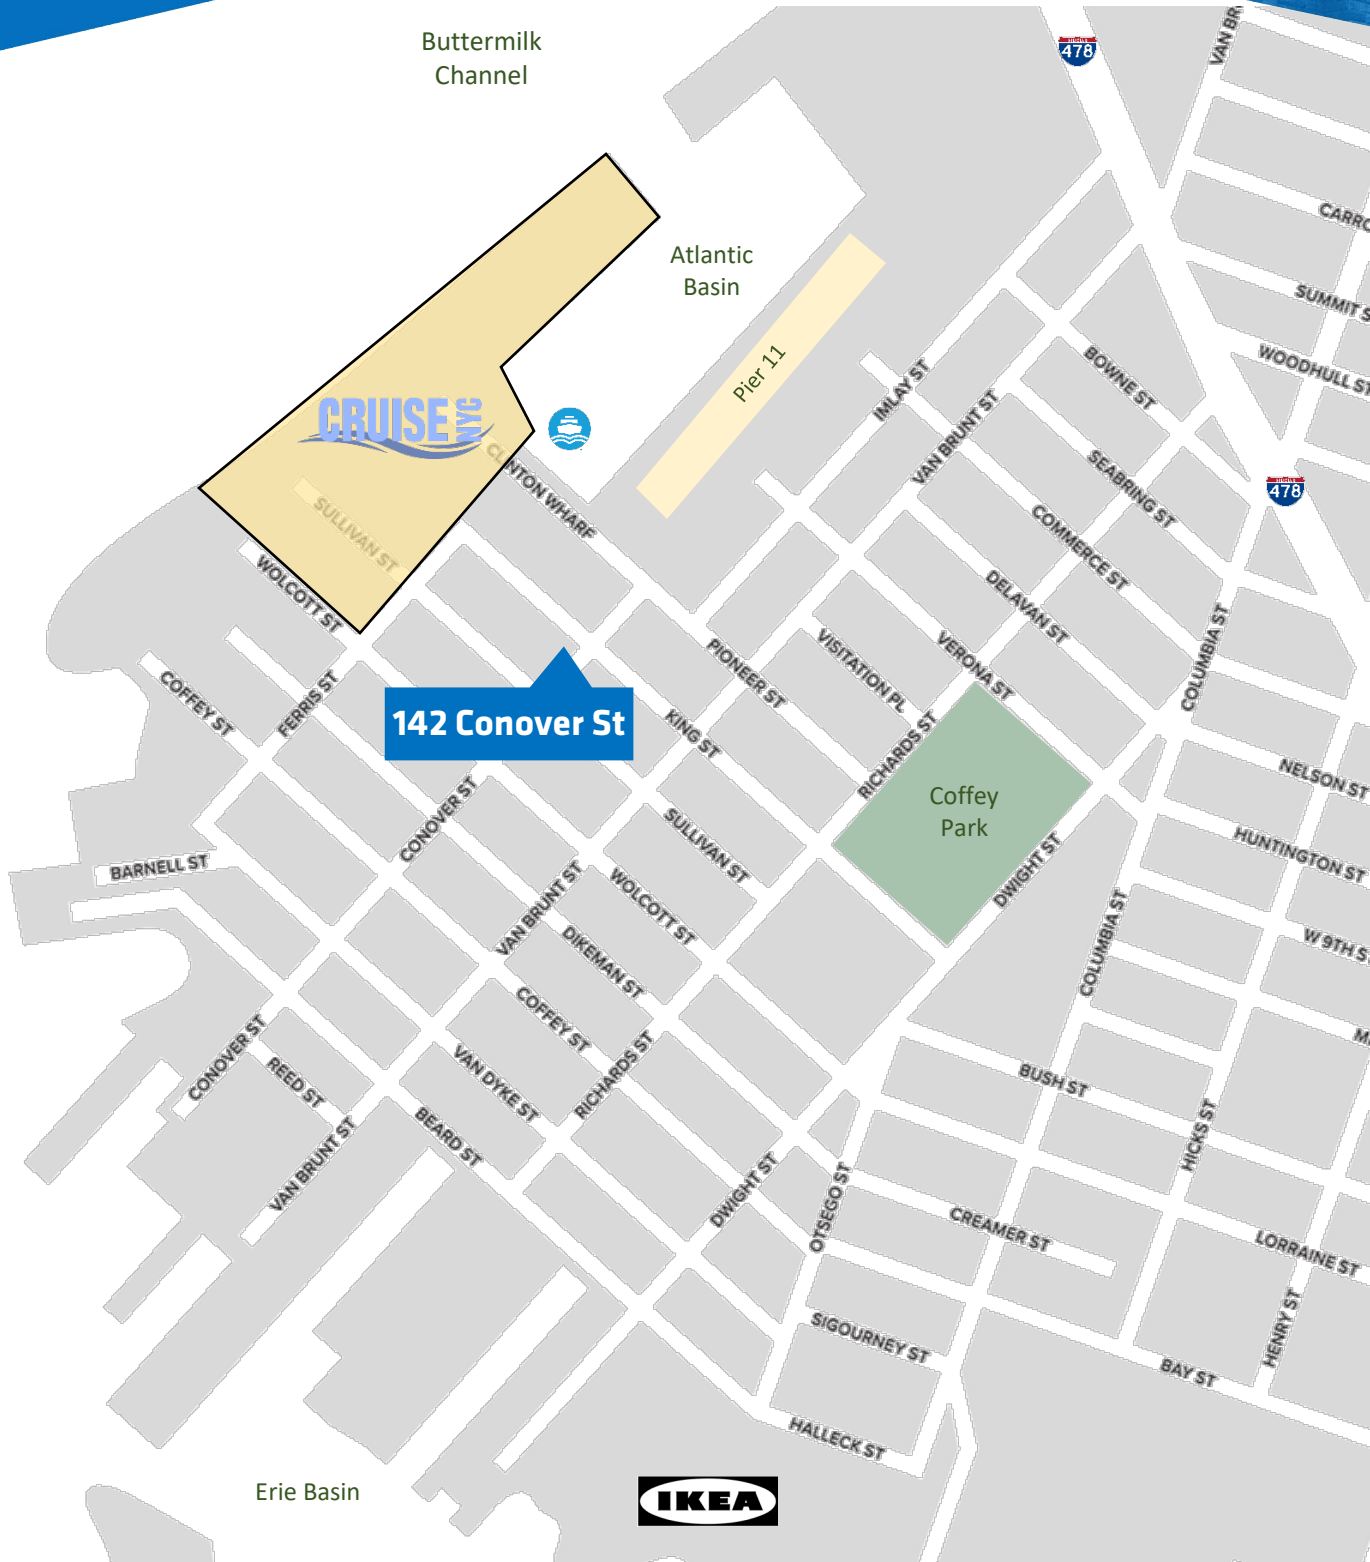 Buttermilk
Channel
478
VAN BR
CARRO
Atlantic
Basin
SUMMIT S
WOODHULL ST
Pier 11
BOWNE ST
IMLAY ST
VAN BRUNT ST
CRUISE NYC
CLINTON WHARF
SEABRING ST
478
SULLIVAN ST
COMMERCE ST
WOLCOTT ST
DELAVAN ST
COLUMBIA ST
VERONA ST
VISITATION PL
PIONEER ST
COFFEY ST
FERRIS ST
142 Conover St
KING ST
RICHARDS ST
NELSON ST
Coffey
Park
CONOVER ST
SULLIVAN ST
HUNTINGTON ST
BARNELL ST
DWIGHT ST
VAN BRUNT ST
WOLCOTT ST
COLUMBIA ST
W 9TH S
DIKEMAN ST
COFFEY ST
M
CONOVER ST
REED ST
VAN DYKE ST
RICHARDS ST
BUSH ST
BEARD ST
HICKS ST
VAN BRUNT ST
DWIGHT ST
OTSEGO ST
CREAMER ST
LORRAINE ST
SIGOURNEY ST
HENRY ST
BAY ST
HALLECK ST
Erie Basin
IKEA